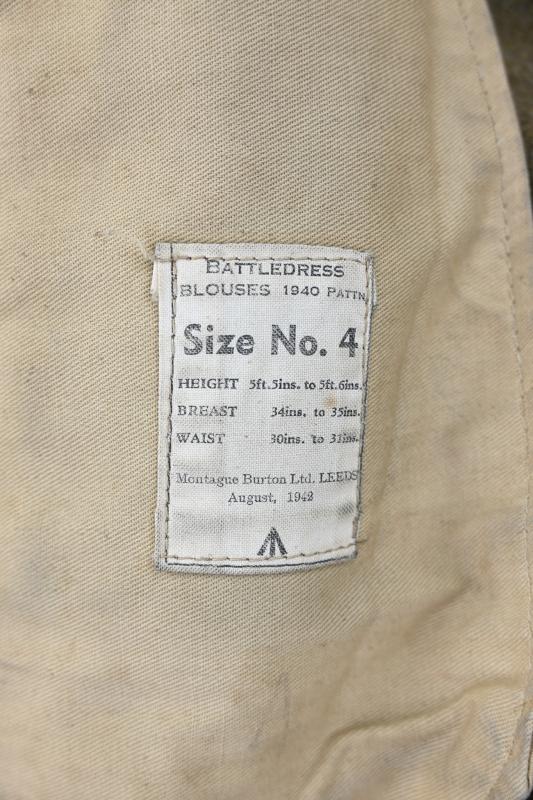 BATTLEDRESS
BLOUSES 1940 PATTN
Size No. 4
HEIGHT 5ft.5ins. to 5ft.6ins.
BREAST 34ins. to 35ins.
WAIST 30ins. to 31ins.
Montague Burton Ltd. LEEDS
August, 1942